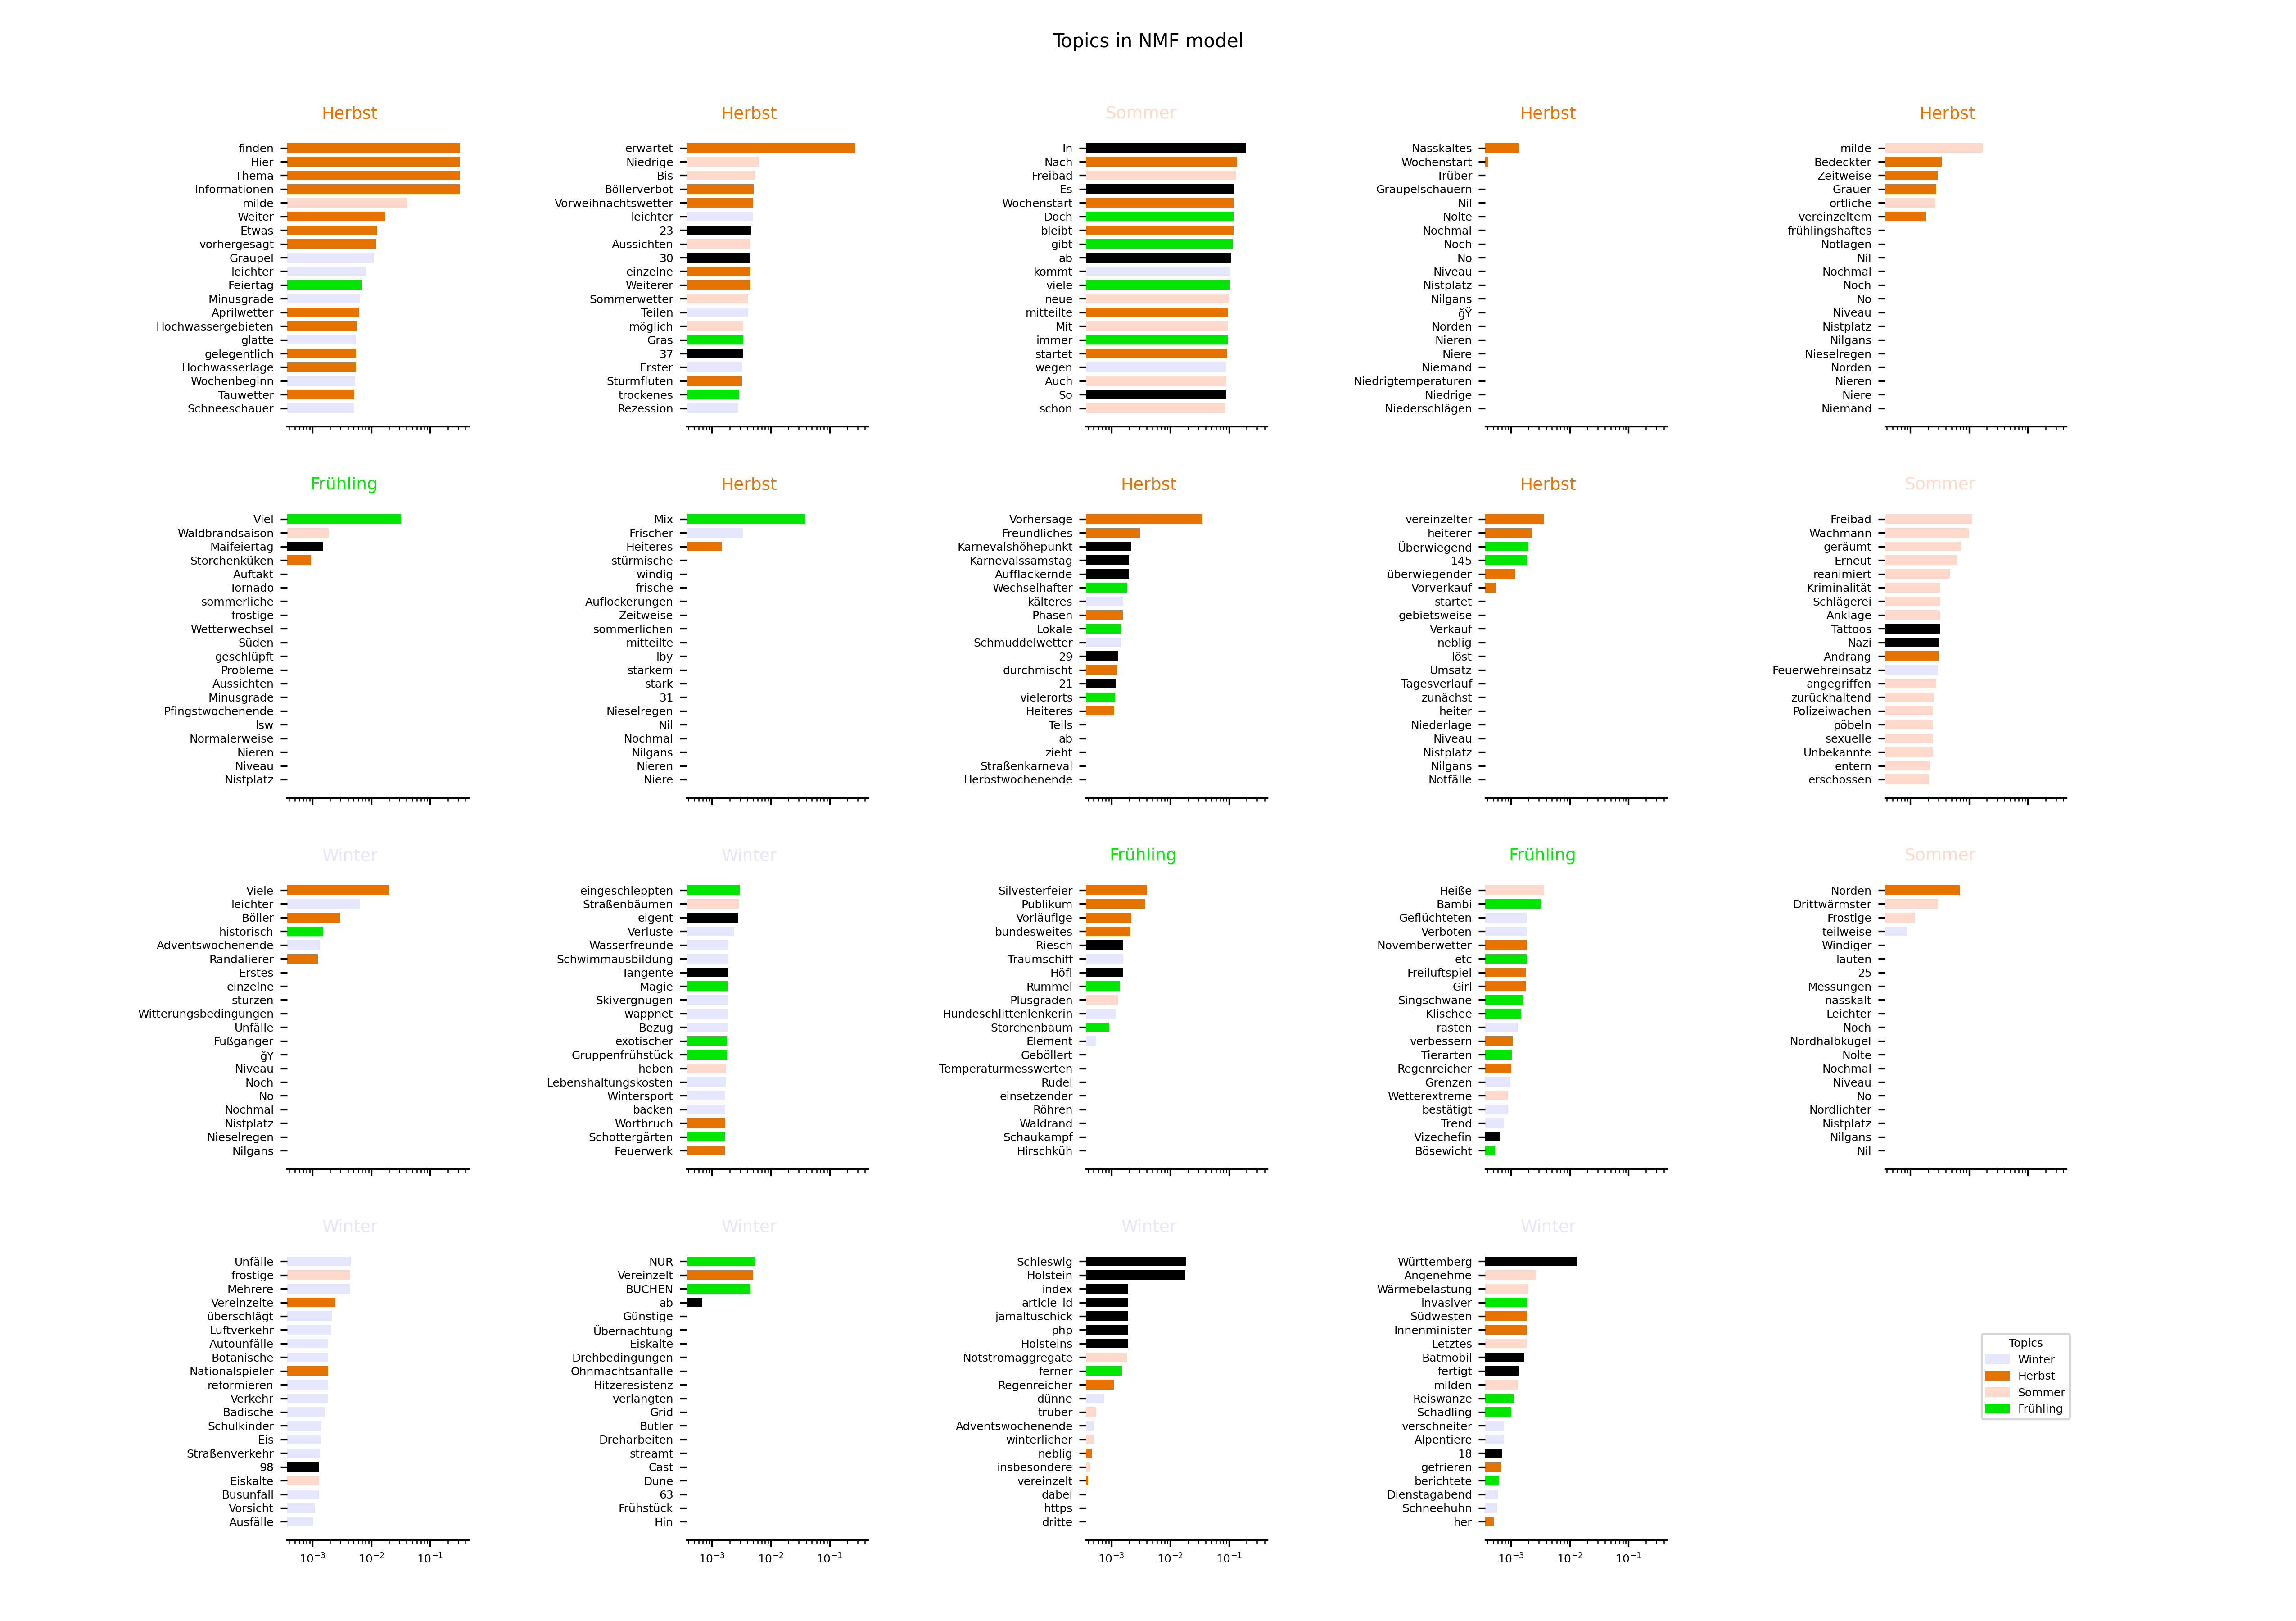 Topics in NMF model
Herbst
finden
Hier
Thema
Informationen
milde
Weiter
Etwas
vorhergesagt
Graupel
leichter
Feiertag
Minusgrade
Aprilwetter
Hochwassergebieten
glatte
gelegentlich
Hochwasserlage
Wochenbeginn
Tauwetter
Schneeschauer
Herbst
erwartet
Niedrige
Bis
Böllerverbot
Vorweihnachtswetter
leichter
23
Aussichten
30
einzelne
Weiterer
Sommerwetter
Teilen
möglich
Gras
37
Erster
Sturmfluten
trockenes
Rezession
Sommer
In
Nach
Freibad
Es
Wochenstart
Doch
bleibt
gibt
ab
kommt
viele
neue
mitteilte
Mit
immer
startet
wegen
Auch
So
schon
Herbst
Nasskaltes
Wochenstart
Trüber
Graupelschauern
Nil
Nolte
Nochmal
Noch
No
Niveau
Nistplatz
Nilgans
ğŸ
Norden
Nieren
Niere
Niemand
Niedrigtemperaturen
Niedrige
Niederschlägen
Herbst
milde
Bedeckter
Zeitweise
Grauer
örtliche
vereinzeltem
frühlingshaftes
Notlagen
Nil
Nochmal
Noch
No
Niveau
Nistplatz
Nilgans
Nieselregen
Norden
Nieren
Niere
Niemand
Frühling
Viel
Waldbrandsaison
Maifeiertag
Storchenküken
Auftakt
Tornado
sommerliche
frostige
Wetterwechsel
Süden
geschlüpft
Probleme
Aussichten
Minusgrade
Pfingstwochenende
lsw
Normalerweise
Nieren
Niveau
Nistplatz
Herbst
Mix
Frischer
Heiteres
stürmische
windig
frische
Auflockerungen
Zeitweise
sommerlichen
mitteilte
lby
starkem
stark
31
Nieselregen
Nil
Nochmal
Nilgans
Nieren
Niere
Herbst
Vorhersage
Freundliches
Karnevalshöhepunkt
Karnevalssamstag
Aufflackernde
Wechselhafter
kälteres
Phasen
Lokale
Schmuddelwetter
29
durchmischt
21
vielerorts
Heiteres
Teils
ab
zieht
Straßenkarneval
Herbstwochenende
Herbst
vereinzelter
heiterer
Überwiegend
145
überwiegender
Vorverkauf
startet
gebietsweise
Verkauf
neblig
löst
Umsatz
Tagesverlauf
zunächst
heiter
Niederlage
Niveau
Nistplatz
Nilgans
Notfälle
Sommer
Freibad
Wachmann
geräumt
Erneut
reanimiert
Kriminalität
Schlägerei
Anklage
Tattoos
Nazi
Andrang
Feuerwehreinsatz
angegriffen
zurückhaltend
Polizeiwachen
pöbeln
sexuelle
Unbekannte
entern
erschossen
Winter
Viele
leichter
Böller
historisch
Adventswochenende
Randalierer
Erstes
einzelne
stürzen
Witterungsbedingungen
Unfälle
Fußgänger
ğŸ
Niveau
Noch
No
Nochmal
Nistplatz
Nieselregen
Nilgans
Winter
eingeschleppten
Straßenbäumen
eigent
Verluste
Wasserfreunde
Schwimmausbildung
Tangente
Magie
Skivergnügen
wappnet
Bezug
exotischer
Gruppenfrühstück
heben
Lebenshaltungskosten
Wintersport
backen
Wortbruch
Schottergärten
Feuerwerk
Frühling
Silvesterfeier
Publikum
Vorläufige
bundesweites
Riesch
Traumschiff
Höfl
Rummel
Plusgraden
Hundeschlittenlenkerin
Storchenbaum
Element
Geböllert
Temperaturmesswerten
Rudel
einsetzender
Röhren
Waldrand
Schaukampf
Hirschküh
Frühling
Heiße
Bambi
Geflüchteten
Verboten
Novemberwetter
etc
Freiluftspiel
Girl
Singschwäne
Klischee
rasten
verbessern
Tierarten
Regenreicher
Grenzen
Wetterextreme
bestätigt
Trend
Vizechefin
Bösewicht
Sommer
Norden
Drittwärmster
Frostige
teilweise
Windiger
läuten
25
Messungen
nasskalt
Leichter
Noch
Nordhalbkugel
Nolte
Nochmal
Niveau
No
Nordlichter
Nistplatz
Nilgans
Nil
Winter
Unfälle
frostige
Mehrere
Vereinzelte
überschlägt
Luftverkehr
Autounfälle
Botanische
Nationalspieler
reformieren
Verkehr
Badische
Schulkinder
Eis
Straßenverkehr
98
Eiskalte
Busunfall
Vorsicht
Ausfälle
10⁻³ 10⁻² 10⁻¹
Winter
NUR
Vereinzelt
BUCHEN
ab
Günstige
Übernachtung
Eiskalte
Drehbedingungen
Ohnmachtsanfälle
Hitzeresistenz
verlangten
Grid
Butler
Dreharbeiten
streamt
Cast
Dune
63
Frühstück
Hin
10⁻³ 10⁻² 10⁻¹
Winter
Schleswig
Holstein
index
article_id
jamaltuschick
php
Holsteins
Notstromaggregate
ferner
Regenreicher
dünne
trüber
Adventswochenende
winterlicher
neblig
insbesondere
vereinzelt
dabei
https
dritte
10⁻³ 10⁻² 10⁻¹
Winter
Württemberg
Angenehme
Wärmebelastung
invasiver
Südwesten
Innenminister
Letztes
Batmobil
fertigt
milden
Reiswanze
Schädling
verschneiter
Alpentiere
18
gefrieren
berichtete
Dienstagabend
Schneehuhn
her
10⁻³ 10⁻² 10⁻¹
Topics
Winter
Herbst
Sommer
Frühling